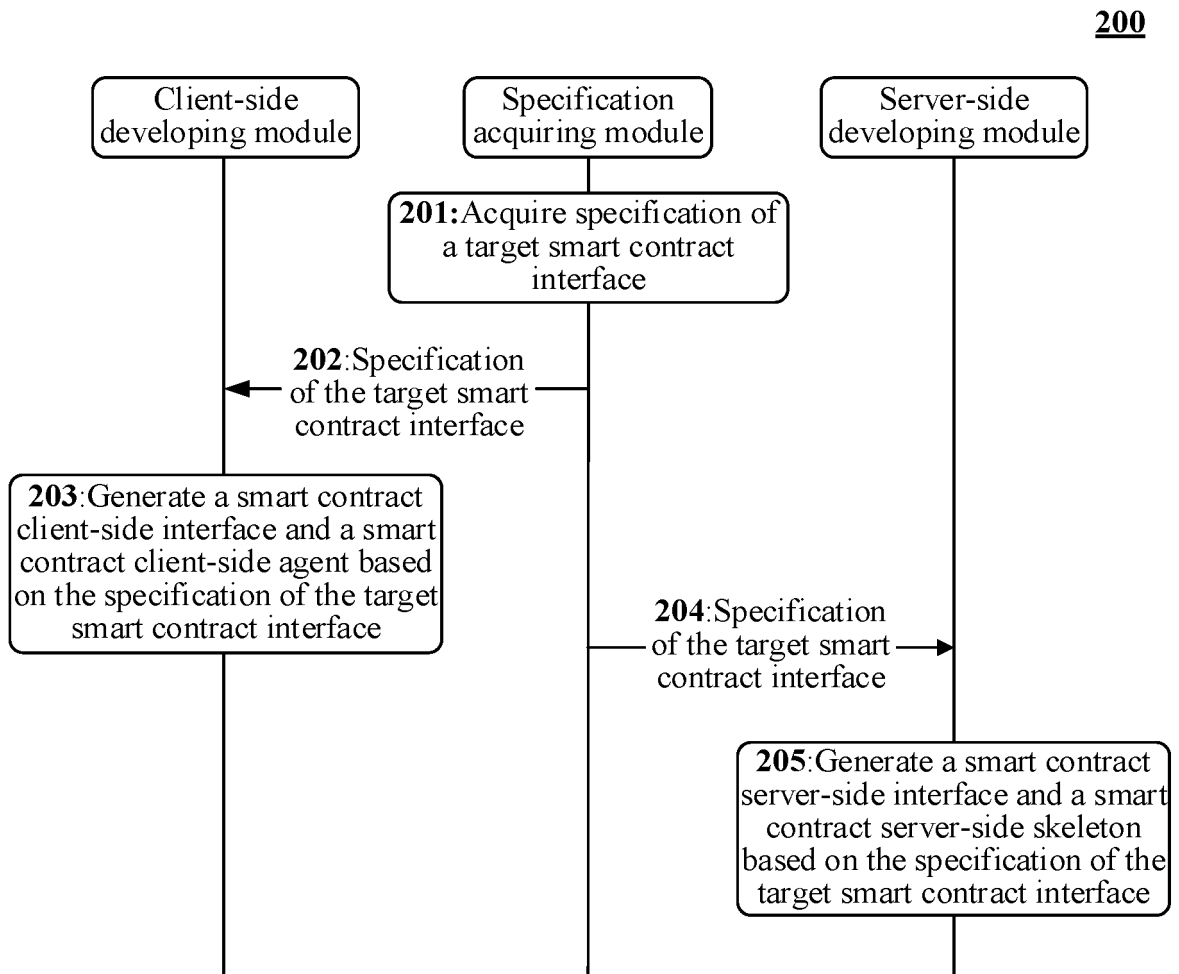 200
Client-side
developing module
Specification
acquiring module
Server-side
developing module
201:Acquire specification of
a target smart contract
interface
202:Specification
of the target smart
contract interface
203:Generate a smart contract
client-side interface and a smart
contract client-side agent based
on the specification of the target
smart contract interface
204:Specification
of the target smart
contract interface
205:Generate a smart contract
server-side interface and a smart
contract server-side skeleton
based on the specification of the
target smart contract interface